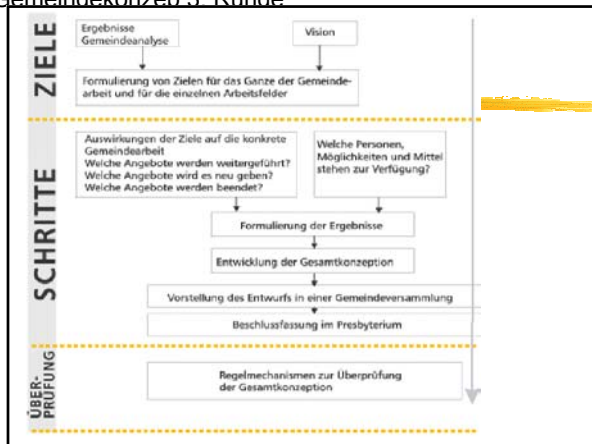 Gemeindekonzep 3. Runde
ZIELE
Ergebnisse
Gemeindeanalyse
Vision
Formulierung von Zielen für das Ganze der Gemeinde-
arbeit und für die einzelnen Arbeitsfelder
SCHRITTE
Auswirkungen der Ziele auf die konkrete
Gemeindearbeit
Welche Angebote werden weitergeführt?
Welche Angebote wird es neu geben?
Welche Angebote werden beendet?
Welche Personen,
Möglichkeiten und Mittel
stehen zur Verfügung?
Formulierung der Ergebnisse
Entwicklung der Gesamtkonzeption
Vorstellung des Entwurfs in einer Gemeindeversammlung
Beschlussfassung im Presbyterium
ÜBER-
PRÜFUNG
Regelmechanismen zur Überprüfung
der Gesamtkonzeption